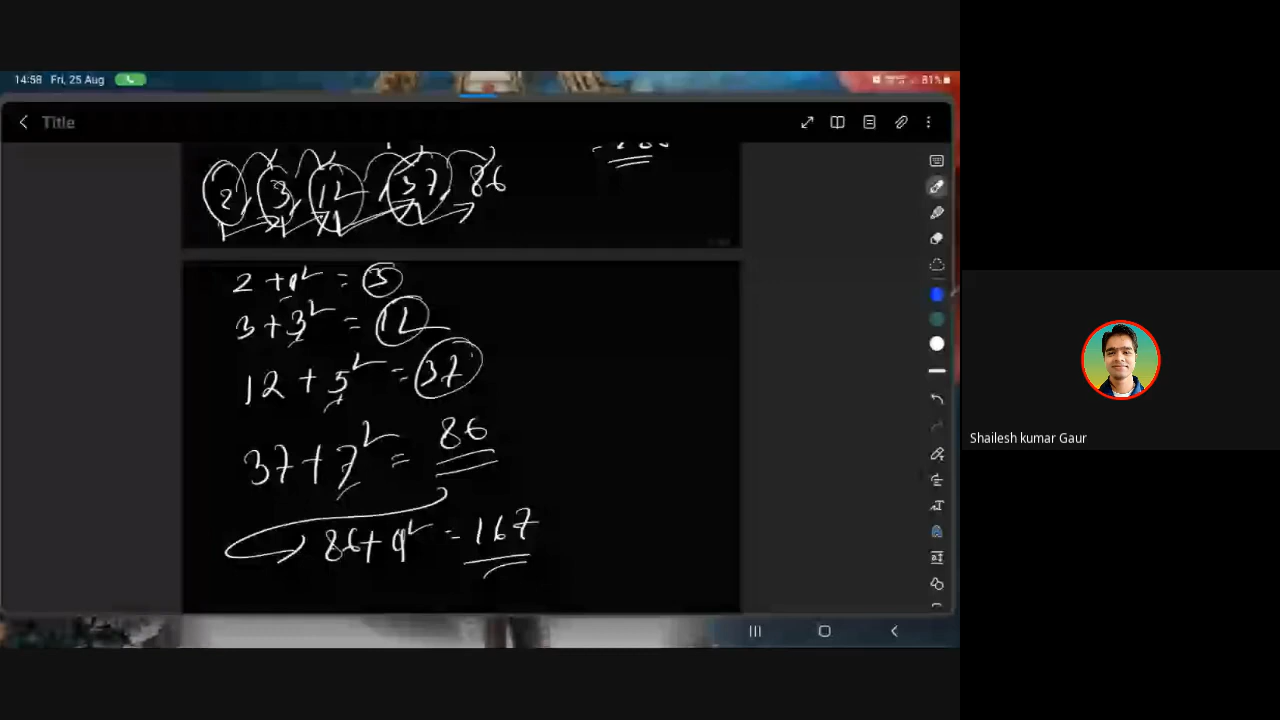 14:58 Fri, 25 Aug 81%
Title
2 3 12 37 86
2 + 1² = 3
3 + 3² = 12
12 + 5² = 37
37 + 7² = 86
86 + 9² = 167
Shailesh kumar Gaur